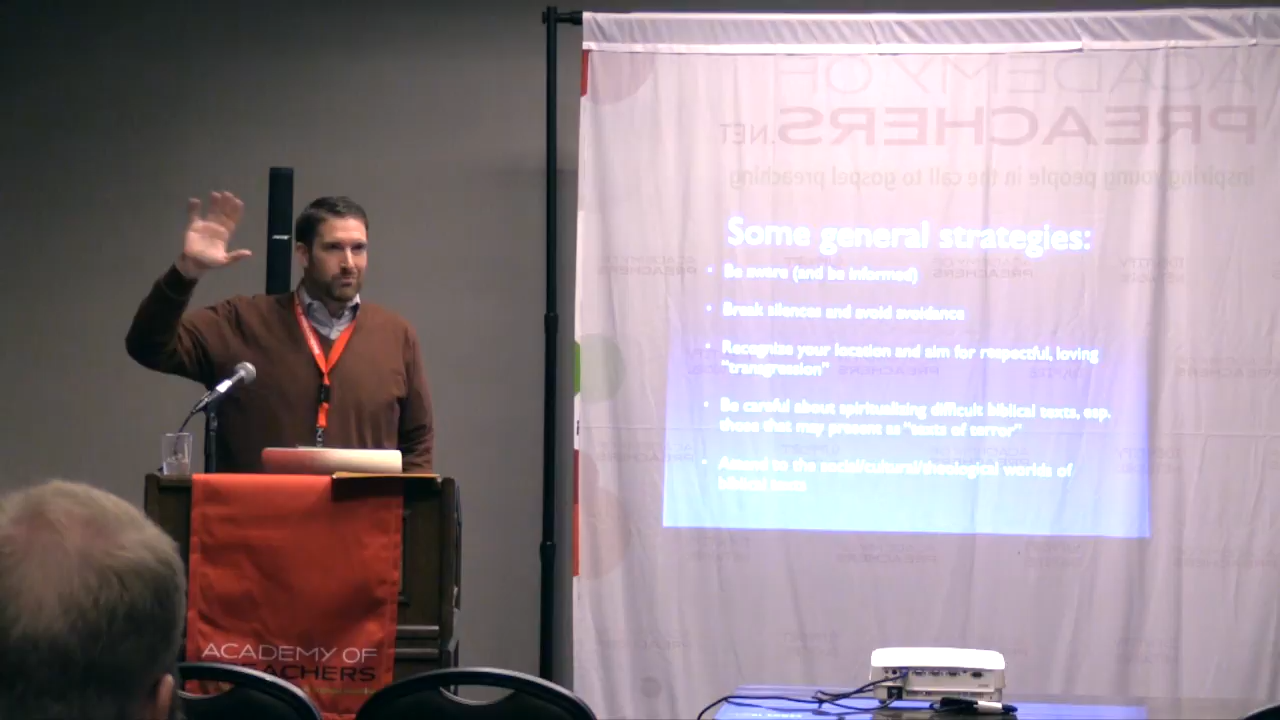 ACADEMY OF
PREACHERS.NET
Inspiring young people in the call to gospel preaching
Some general strategies:
• Be aware (and be informed)
• Break silences and avoid avoidance
• Recognize your location and aim for respectful, loving
"transgression"
• Be careful about spiritualizing difficult biblical texts, esp.
those that may present as "texts of terror"
• Attend to the social/cultural/theological worlds of
biblical texts
ACADEMY OF
PREACHERS